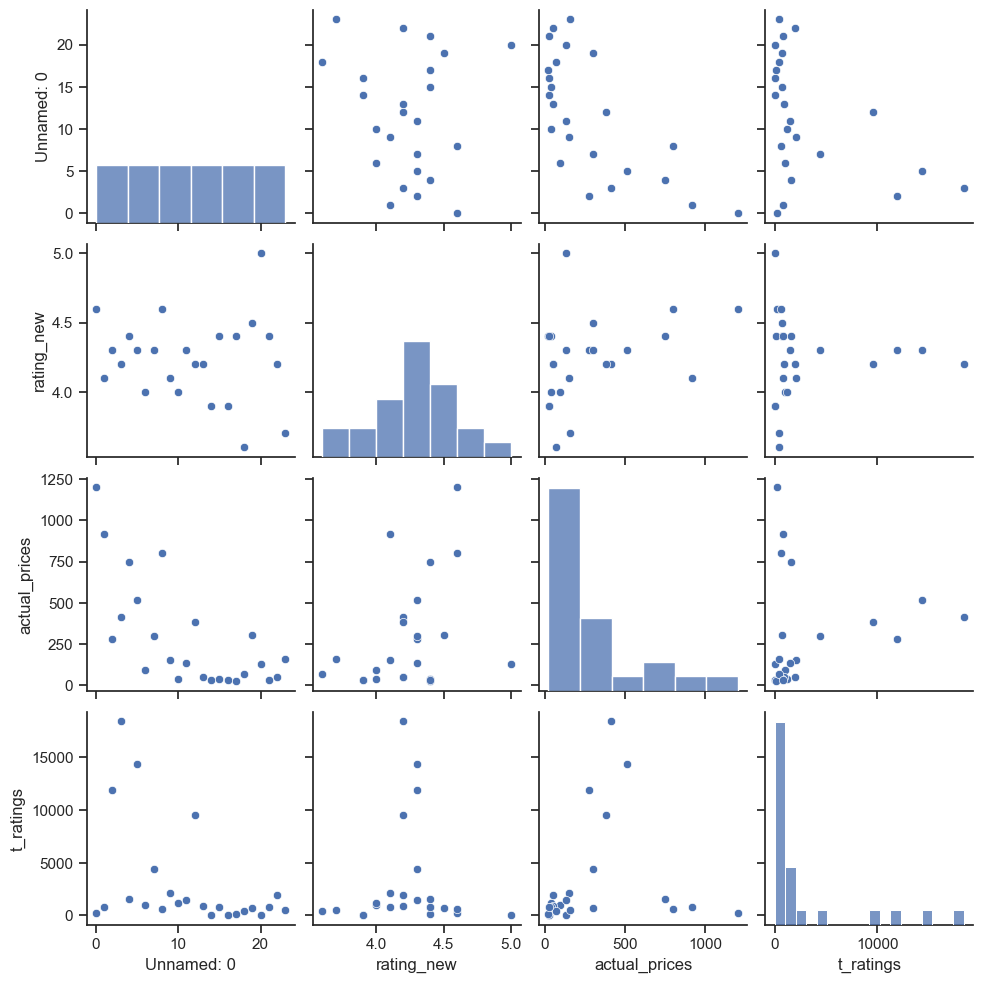 20
15
10
5
0
Unnamed: 0
5.0
4.5
4.0
rating_new
1250
1000
750
500
250
0
actual_prices
15000
10000
5000
0
t_ratings
0 10 20
4.0 4.5 5.0
0 500 1000
0 10000
Unnamed: 0
rating_new
actual_prices
t_ratings